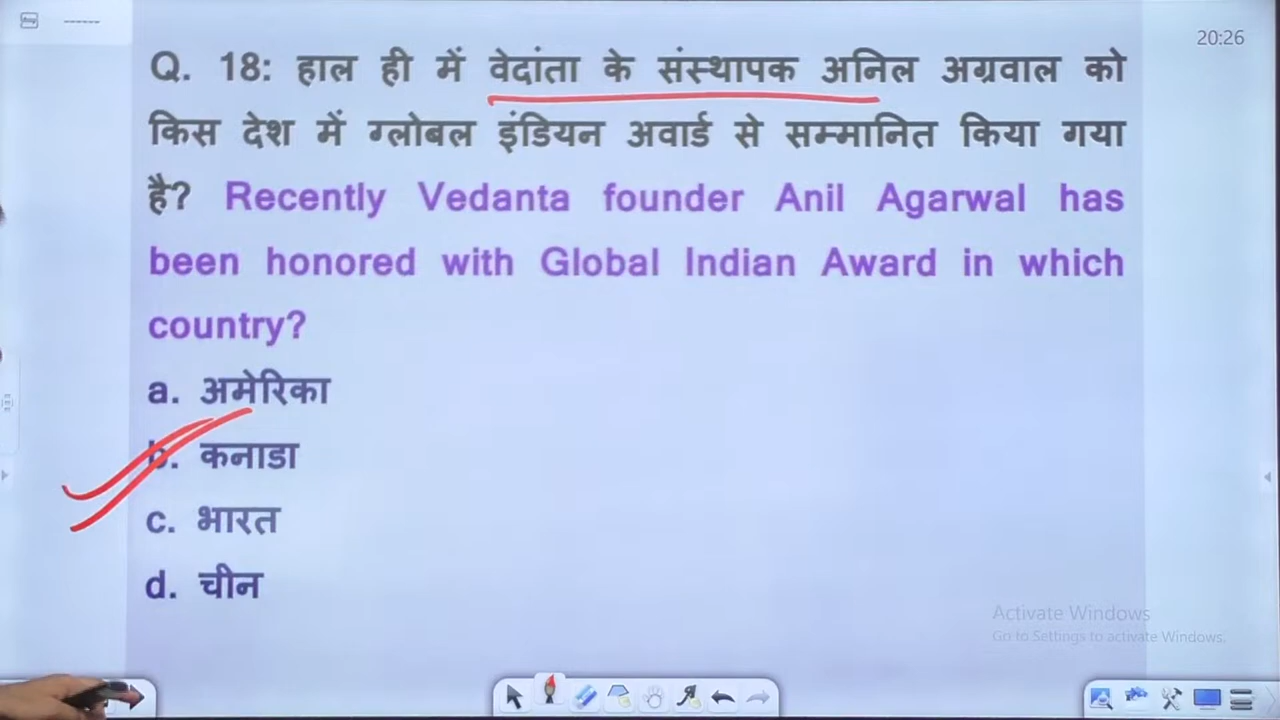 20:26
Q. 18: हाल ही में वेदांता के संस्थापक अनिल अग्रवाल को
किस देश में ग्लोबल इंडियन अवार्ड से सम्मानित किया गया
है? Recently Vedanta founder Anil Agarwal has
been honored with Global Indian Award in which
country?
a. अमेरिका
b. कनाडा
c. भारत
d. चीन
Activate Windows
Go to Settings to activate Windows.